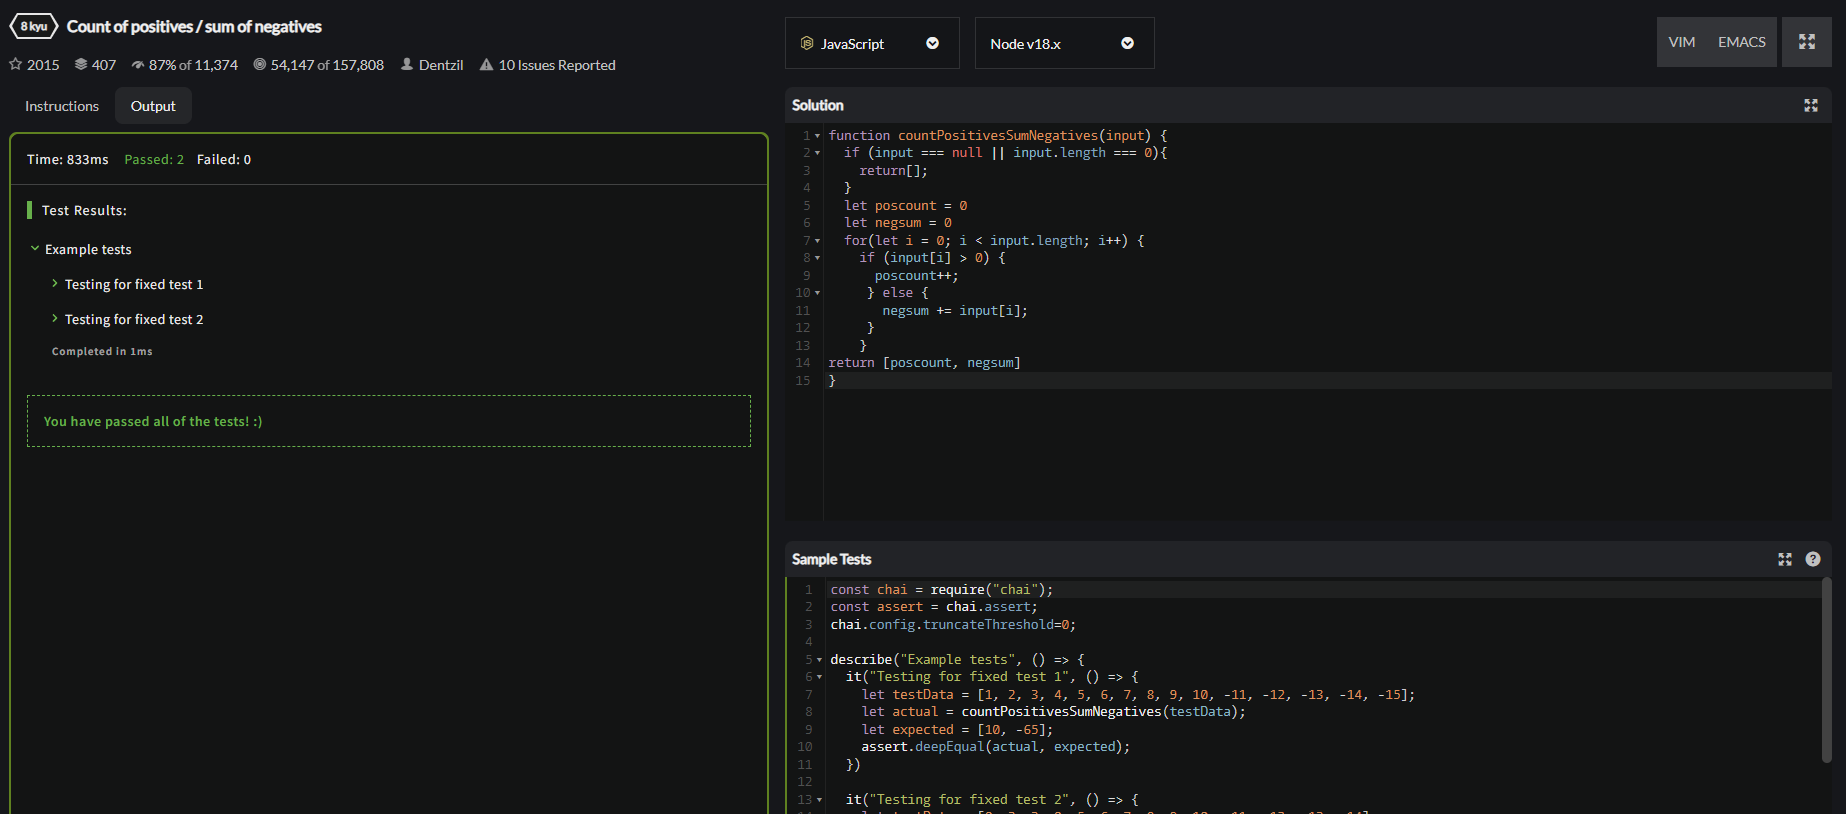 8 kyu Count of positives / sum of negatives
2015 407 87% of 11,374 54,147 of 157,808 Dentzil 10 Issues Reported
Instructions Output
Time: 833ms Passed: 2 Failed: 0
Test Results:
Example tests
Testing for fixed test 1
Testing for fixed test 2
Completed in 1ms
You have passed all of the tests! :)
JS JavaScript Node v18.x VIM EMACS
Solution
1 function countPositivesSumNegatives(input) {
2 if (input === null || input.length === 0){
3 return[];
4 }
5 let poscount = 0
6 let negsum = 0
7 for(let i = 0; i < input.length; i++) {
8 if (input[i] > 0) {
9 poscount++;
10 } else {
11 negsum += input[i];
12 }
13 }
14 return [poscount, negsum]
15 }
Sample Tests ?
1 const chai = require("chai");
2 const assert = chai.assert;
3 chai.config.truncateThreshold=0;
4
5 describe("Example tests", () => {
6 it("Testing for fixed test 1", () => {
7 let testData = [1, 2, 3, 4, 5, 6, 7, 8, 9, 10, -11, -12, -13, -14, -15];
8 let actual = countPositivesSumNegatives(testData);
9 let expected = [10, -65];
10 assert.deepEqual(actual, expected);
11 })
12
13 it("Testing for fixed test 2", () => {